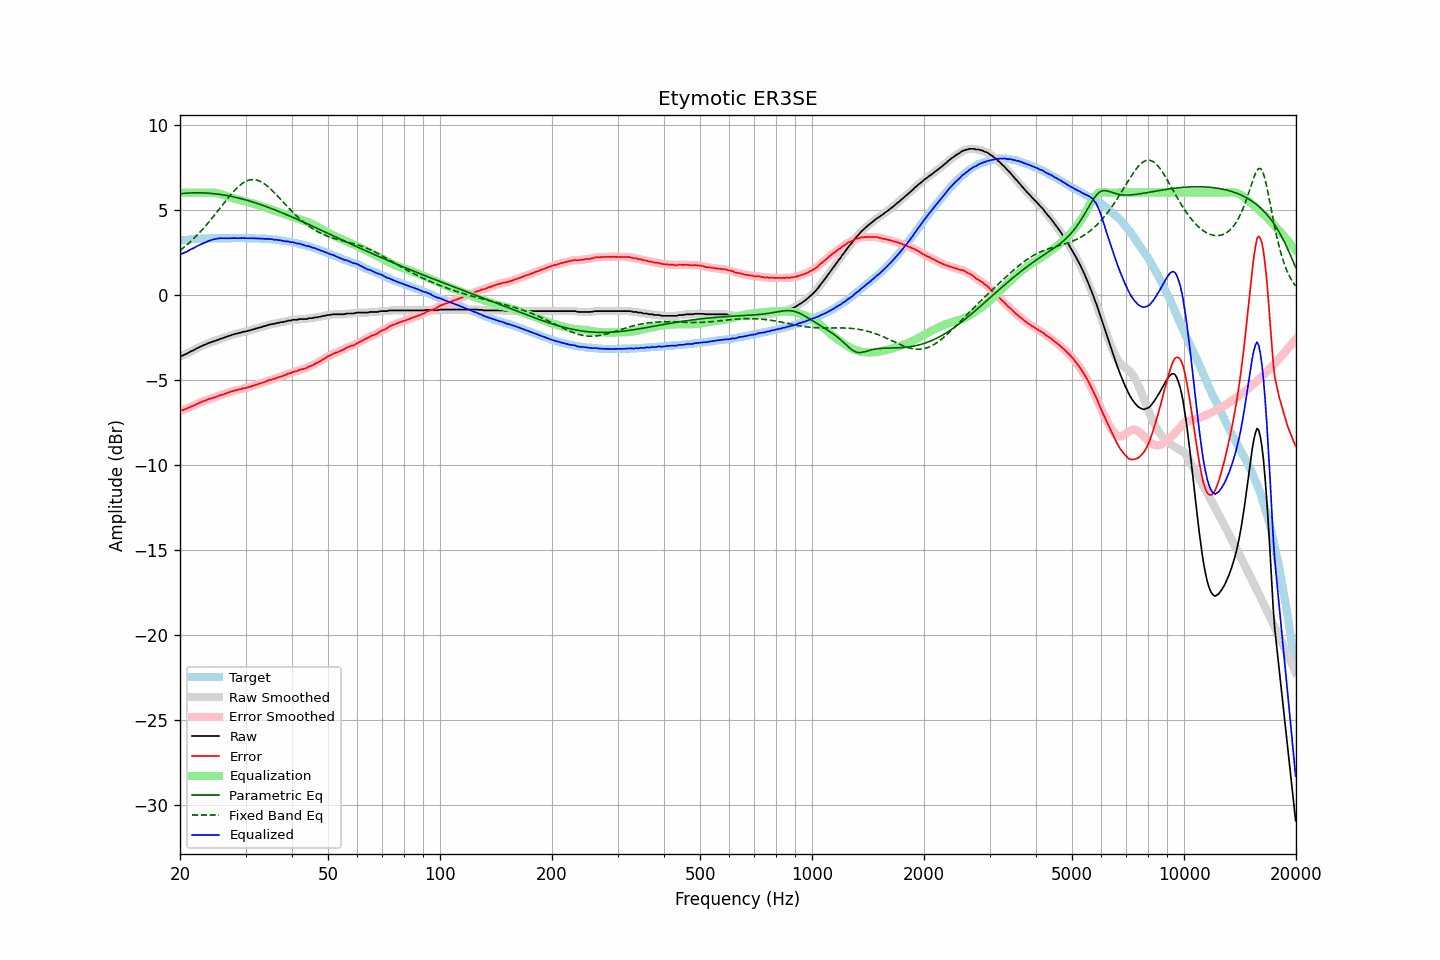 Etymotic ER3SE
Amplitude (dBr)
10
5
0
−5
−10
−15
−20
−25
−30
Target
Raw Smoothed
Error Smoothed
Raw
Error
Equalization
Parametric Eq
Fixed Band Eq
Equalized
20 50 100 200 500 1000 2000 5000 10000 20000
Frequency (Hz)